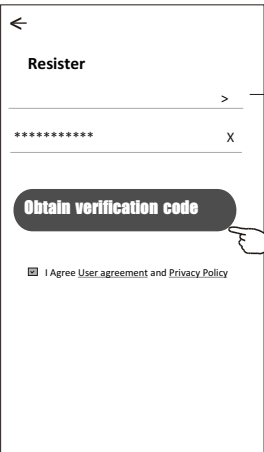 Resister
>
*********** X
Obtain verification code
I Agree User agreement and Privacy Policy